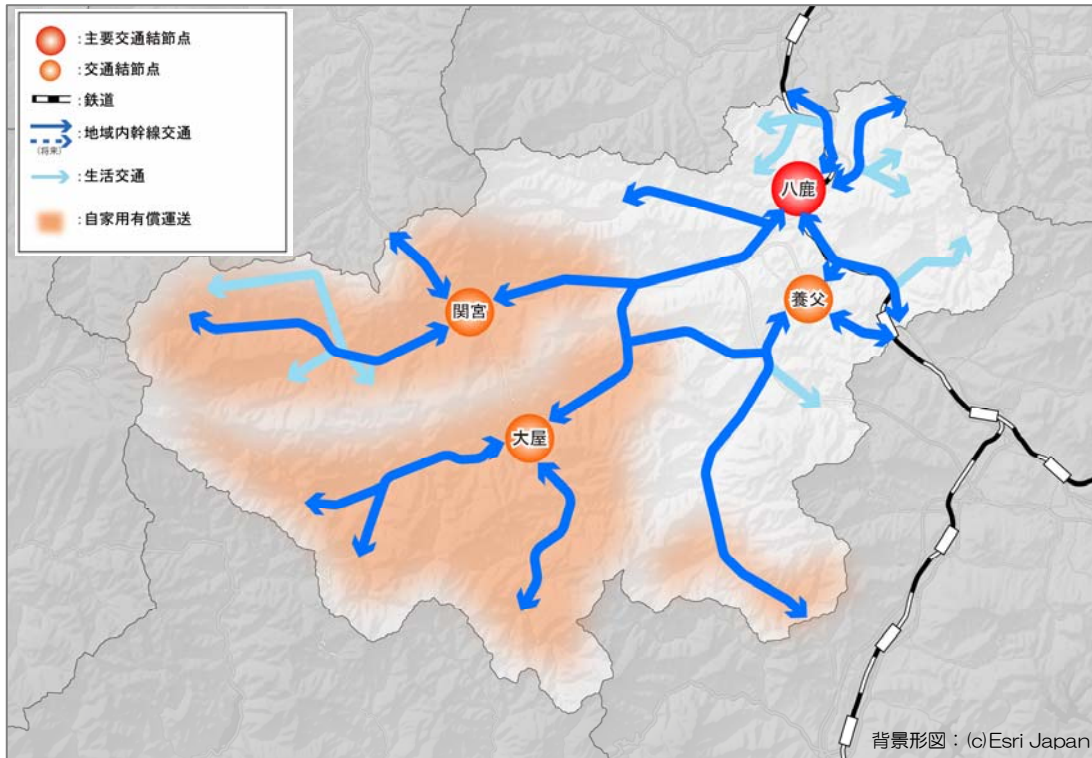 ：主要交通結節点
：交通結節点
：鉄道
：地域内幹線交通
(将来)
：生活交通
：自家用有償運送
八鹿
養父
関宮
大屋
背景形図：(c)Esri Japan